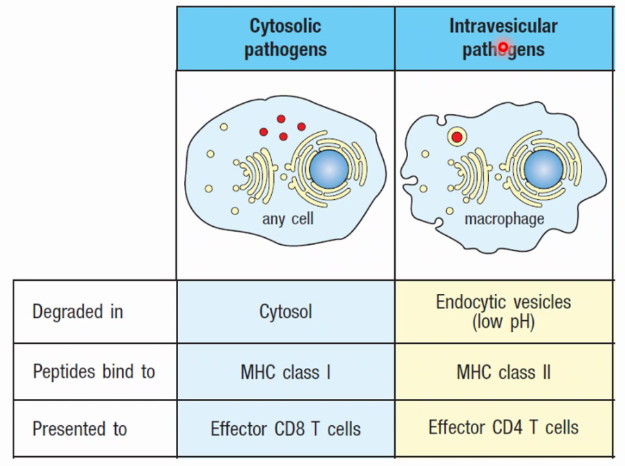 Cytosolic
pathogens
Intravesicular
pathogens
any cell
macrophage
Degraded in
Cytosol
Endocytic vesicles
(low pH)
Peptides bind to
MHC class I
MHC class II
Presented to
Effector CD8 T cells
Effector CD4 T cells